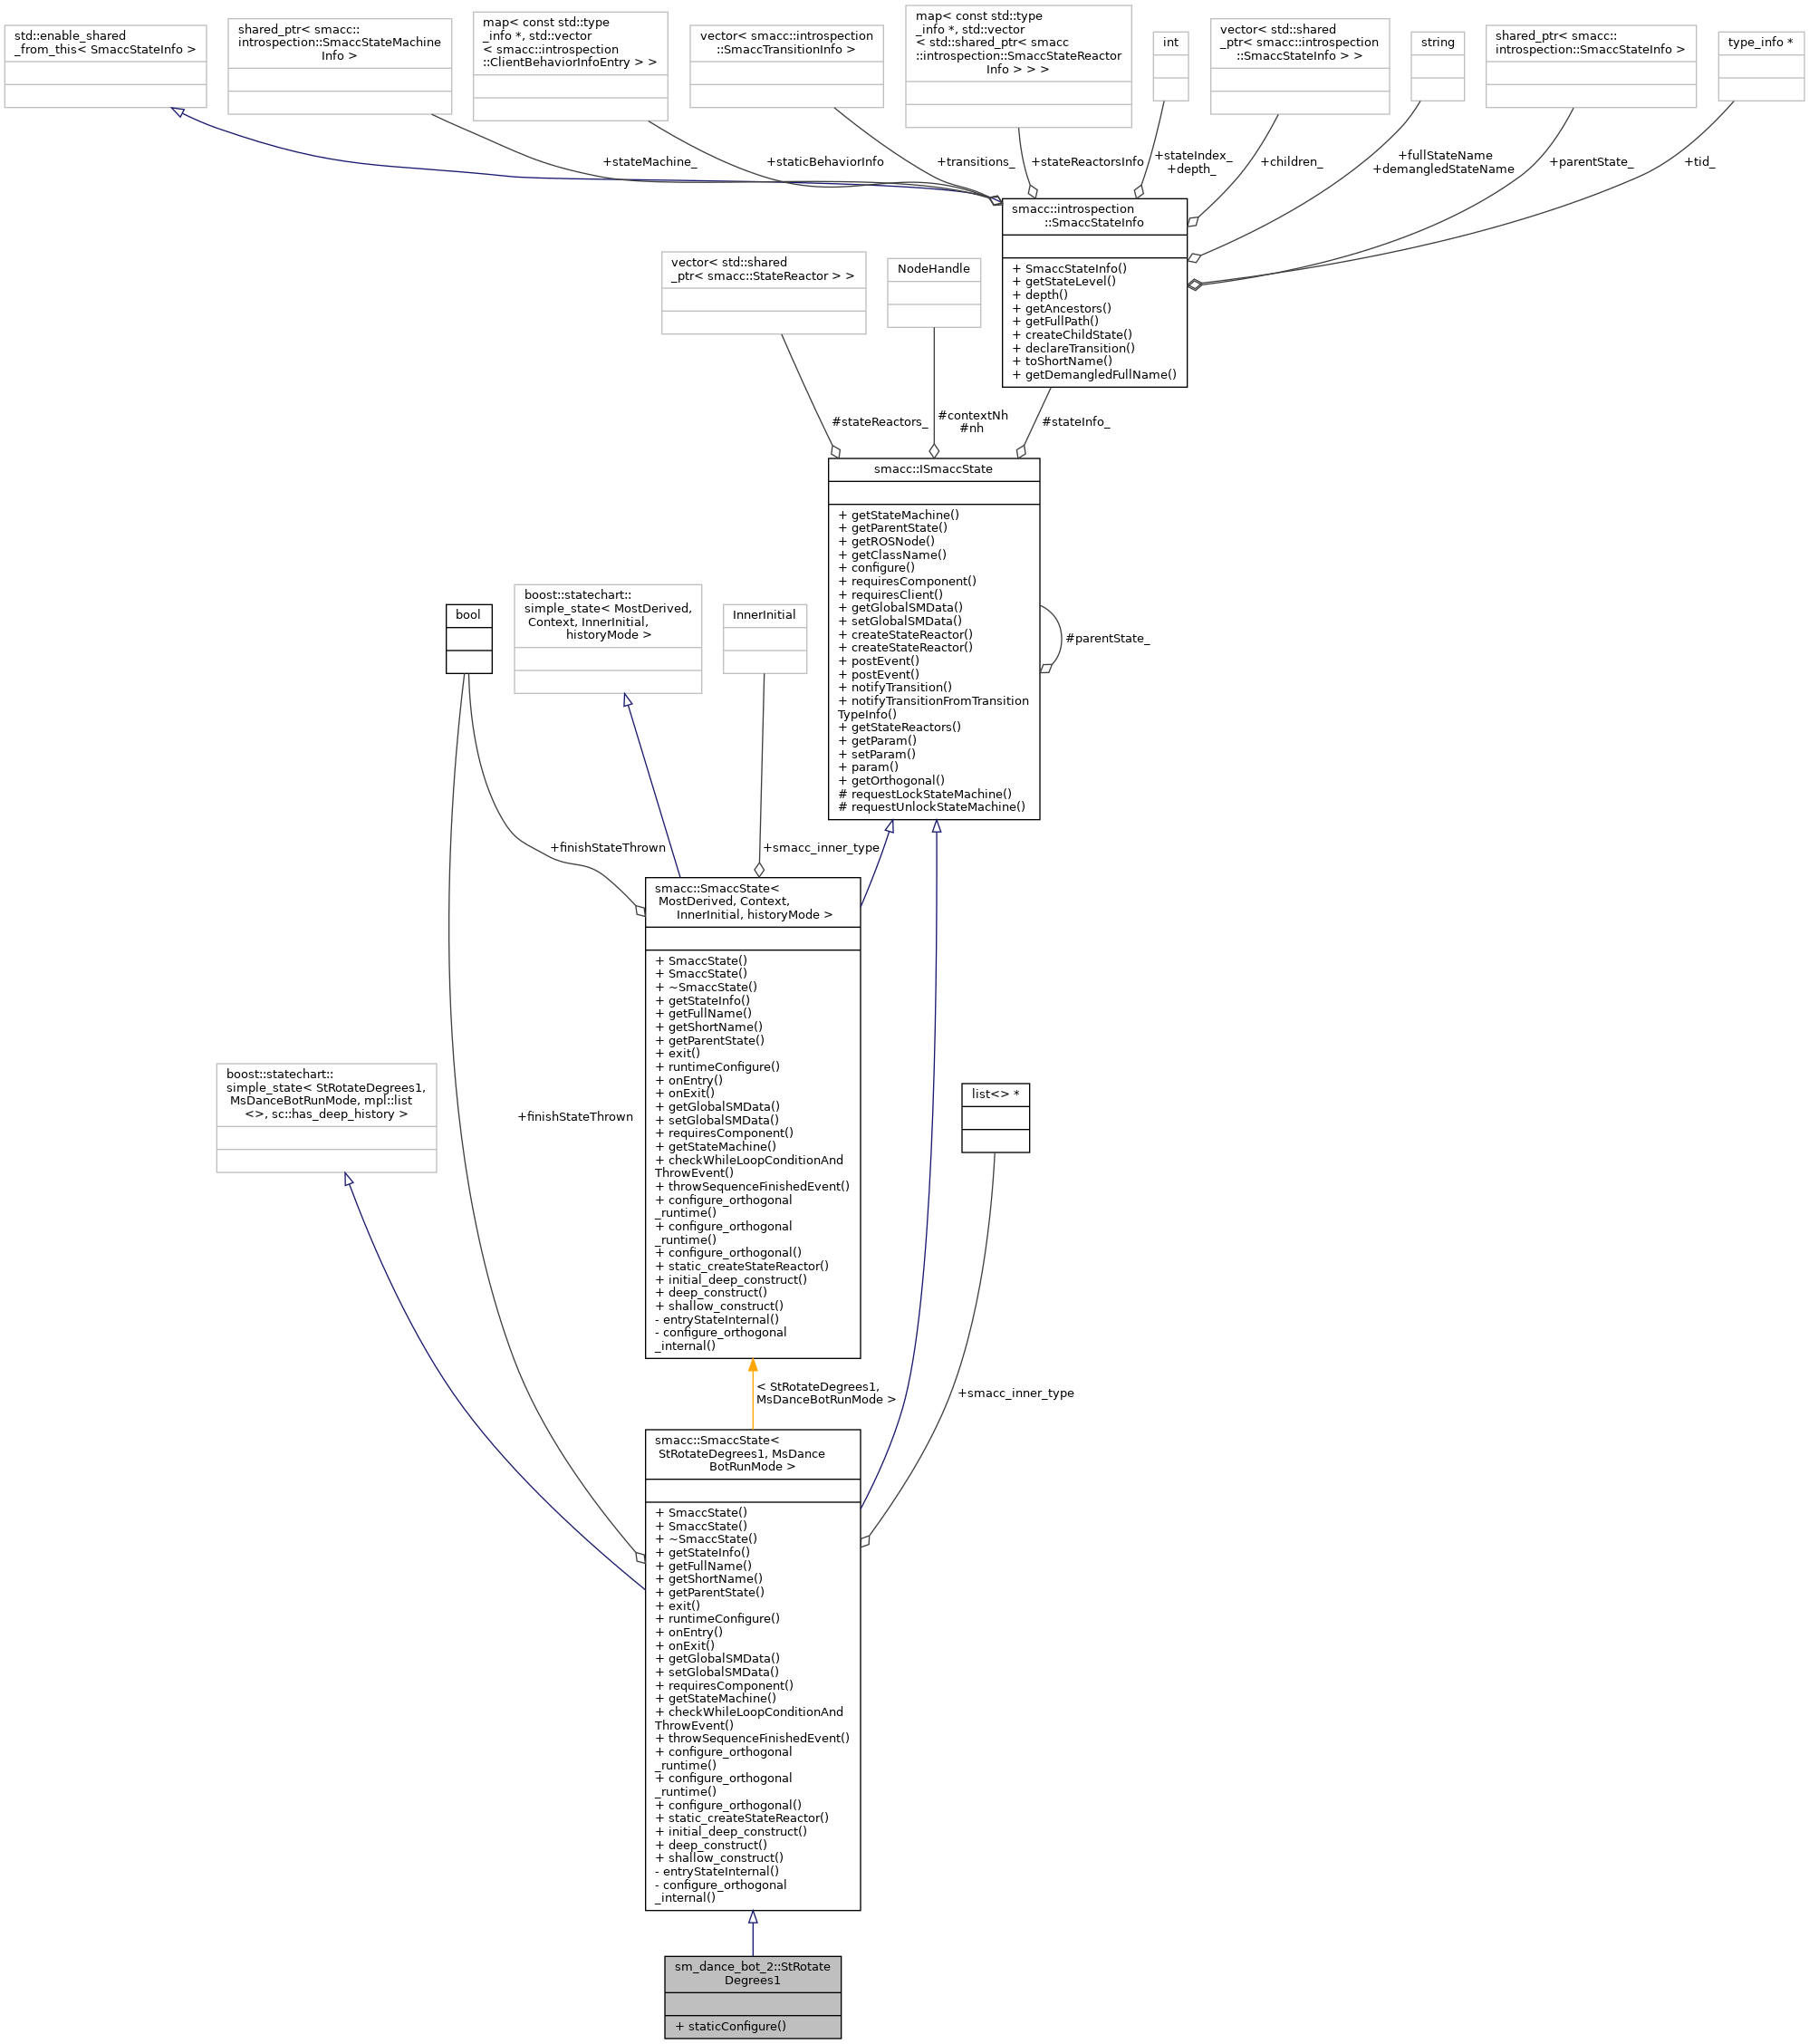 std::enable_shared
_from_this< SmaccStateInfo >
shared_ptr< smacc::
introspection::SmaccStateMachine
Info >
map< const std::type
_info *, std::vector
< smacc::introspection
::ClientBehaviorInfoEntry > >
vector< smacc::introspection
::SmaccTransitionInfo >
map< const std::type
_info *, std::vector
< std::shared_ptr< smacc
::introspection::SmaccStateReactor
Info > > >
int
vector< std::shared
_ptr< smacc::introspection
::SmaccStateInfo > >
string
shared_ptr< smacc::
introspection::SmaccStateInfo >
type_info *
+stateMachine_
+staticBehaviorInfo
+transitions_
+stateReactorsInfo
+stateIndex_
+depth_
+children_
+fullStateName
+demangledStateName
+parentState_
+tid_
smacc::introspection
::SmaccStateInfo
+ SmaccStateInfo()
+ getStateLevel()
+ depth()
+ getAncestors()
+ getFullPath()
+ createChildState()
+ declareTransition()
+ toShortName()
+ getDemangledFullName()
vector< std::shared
_ptr< smacc::StateReactor > >
NodeHandle
#stateReactors_
#contextNh
#nh
#stateInfo_
smacc::ISmaccState
+ getStateMachine()
+ getParentState()
+ getROSNode()
+ getClassName()
+ configure()
+ requiresComponent()
+ requiresClient()
+ getGlobalSMData()
+ setGlobalSMData()
+ createStateReactor()
+ createStateReactor()
+ postEvent()
+ postEvent()
+ notifyTransition()
+ notifyTransitionFromTransition
TypeInfo()
+ getStateReactors()
+ getParam()
+ setParam()
+ param()
+ getOrthogonal()
# requestLockStateMachine()
# requestUnlockStateMachine()
#parentState_
bool
boost::statechart::
simple_state< MostDerived,
Context, InnerInitial,
historyMode >
InnerInitial
+finishStateThrown
+smacc_inner_type
smacc::SmaccState<
MostDerived, Context,
InnerInitial, historyMode >
+ SmaccState()
+ SmaccState()
+ ~SmaccState()
+ getStateInfo()
+ getFullName()
+ getShortName()
+ getParentState()
+ exit()
+ runtimeConfigure()
+ onEntry()
+ onExit()
+ getGlobalSMData()
+ setGlobalSMData()
+ requiresComponent()
+ getStateMachine()
+ checkWhileLoopConditionAnd
ThrowEvent()
+ throwSequenceFinishedEvent()
+ configure_orthogonal
_runtime()
+ configure_orthogonal
_runtime()
+ configure_orthogonal()
+ static_createStateReactor()
+ initial_deep_construct()
+ deep_construct()
+ shallow_construct()
- entryStateInternal()
- configure_orthogonal
_internal()
boost::statechart::
simple_state< StRotateDegrees1,
MsDanceBotRunMode, mpl::list
<>, sc::has_deep_history >
+finishStateThrown
list<> *
< StRotateDegrees1,
MsDanceBotRunMode >
+smacc_inner_type
smacc::SmaccState<
StRotateDegrees1, MsDance
BotRunMode >
+ SmaccState()
+ SmaccState()
+ ~SmaccState()
+ getStateInfo()
+ getFullName()
+ getShortName()
+ getParentState()
+ exit()
+ runtimeConfigure()
+ onEntry()
+ onExit()
+ getGlobalSMData()
+ setGlobalSMData()
+ requiresComponent()
+ getStateMachine()
+ checkWhileLoopConditionAnd
ThrowEvent()
+ throwSequenceFinishedEvent()
+ configure_orthogonal
_runtime()
+ configure_orthogonal
_runtime()
+ configure_orthogonal()
+ static_createStateReactor()
+ initial_deep_construct()
+ deep_construct()
+ shallow_construct()
- entryStateInternal()
- configure_orthogonal
_internal()
sm_dance_bot_2::StRotate
Degrees1
+ staticConfigure()